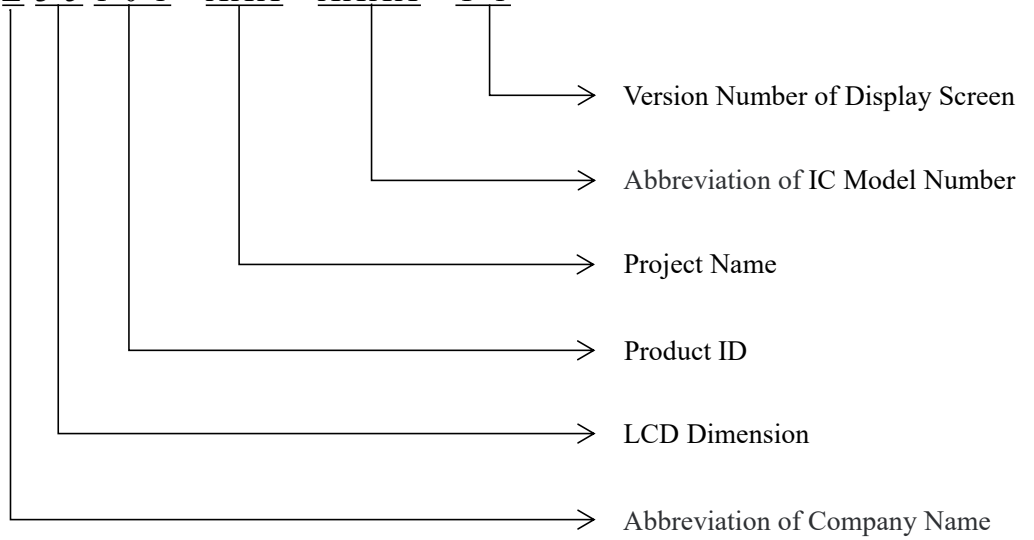 Version Number of Display Screen
Abbreviation of IC Model Number
Project Name
Product ID
LCD Dimension
Abbreviation of Company Name